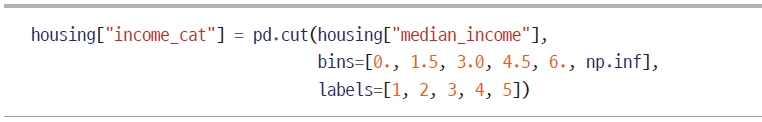 housing["income_cat"] = pd.cut(housing["median_income"],
                               bins=[0., 1.5, 3.0, 4.5, 6., np.inf],
                               labels=[1, 2, 3, 4, 5])